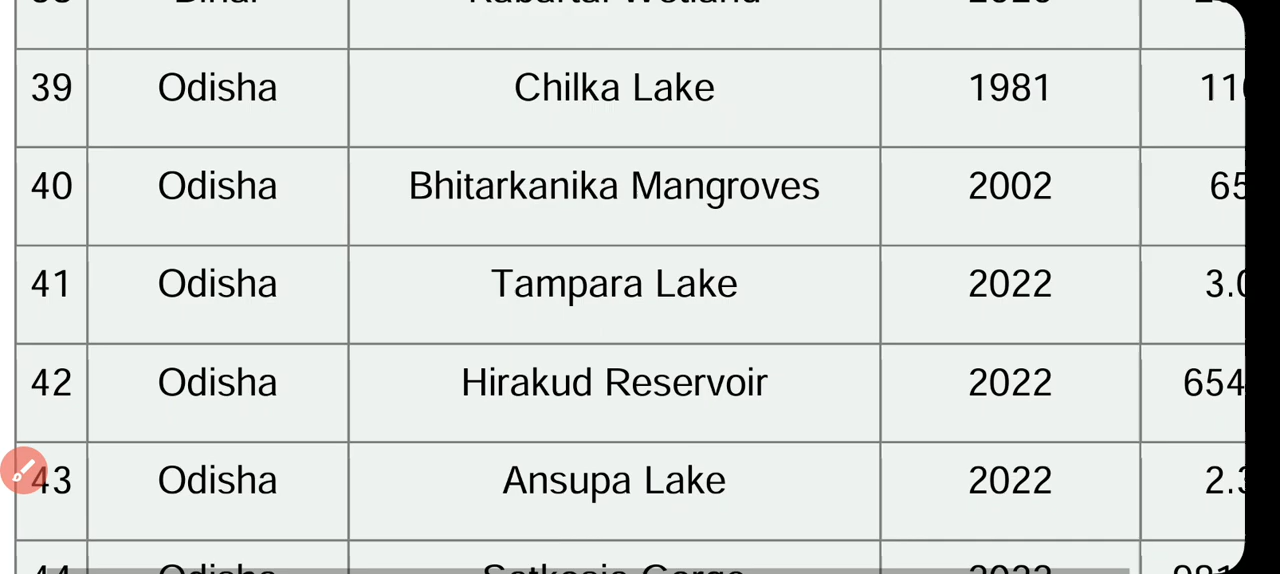 39 Odisha Chilka Lake 1981
40 Odisha Bhitarkanika Mangroves 2002
41 Odisha Tampara Lake 2022
42 Odisha Hirakud Reservoir 2022
43 Odisha Ansupa Lake 2022